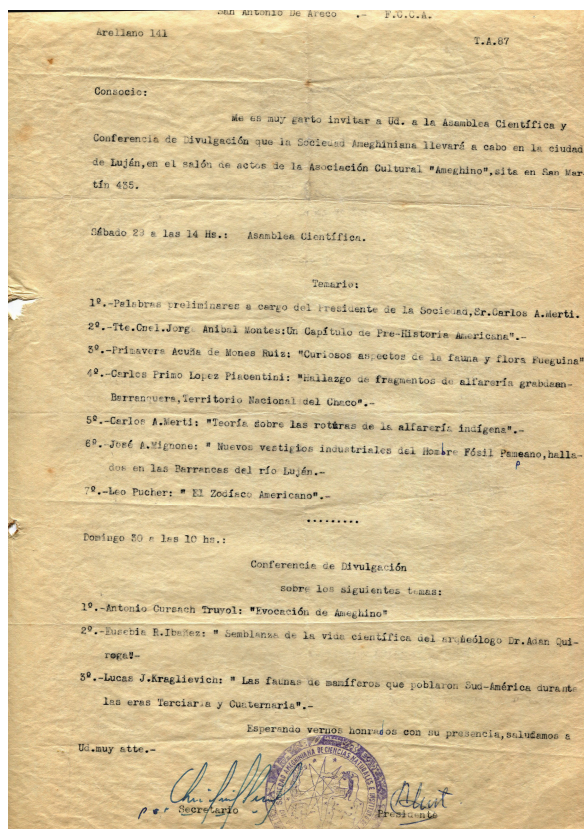 San Antonio De Areco .- F.C.C.A.
Arellano 141
T.A.87
Consocio:
Me es muy garto invitar a Ud. a la Asamblea Científica y
Conferencia de Divulgación que la Sociedad Ameghiniana llevará a cabo en la ciudad
de Luján,en el salón de actos de la Asociación Cultural "Ameghino",sita en San Mar
tín 435.
Sábado 29 a las 14 Hs.: Asamblea Científica.
Temario:
1º.-Palabras preliminares a cargo del Presidente de la Sociedad,Sr.Carlos A.Merti.
2º.-Tte.Cnel.Jorge Anibal Montes:Un Capítulo de Pre-Historia Americana".-
3º.-Primavera Acuña de Mones Ruiz: "Curiosos aspectos de la fauna y flora Fueguina"
4º.-Carlos Primo Lopez Piacentini: "Hallazgo de fragmentos de alfarería grabdaen
Barranquera,Territorio Nacional del Chaco".-
5º.-Carlos A.Merti: "Teoría sobre las roturas de la alfarería indígena".-
6º.- José A.Mignone: " Nuevos vestigios industriales del Hombre Fósil Pameano,halla-
p
dos en las Barrancas del río Luján.-
7º.-Leo Pucher: " El Zodíaco Americano".-
.........
Domingo 30 a las 10 hs.:
Conferencia de Divulgación
sobre los siguientes temas:
1º.-Antonio Cursach Truyol: "Evocación de Ameghino"
2º.-Eusebia R.Ibañez: " Semblanza de la vida científica del arqueólogo Dr.Adan Qui-
roga".-
3º.-Lucas J.Kraglievich: " Las faunas de mamíferos que poblaron Sud-América durante
las eras Terciaria y Cuaternaria".-
Esperando vernos honrados con su presencia,saludamos a
Ud.muy atte.-
por Secretario
Presidente